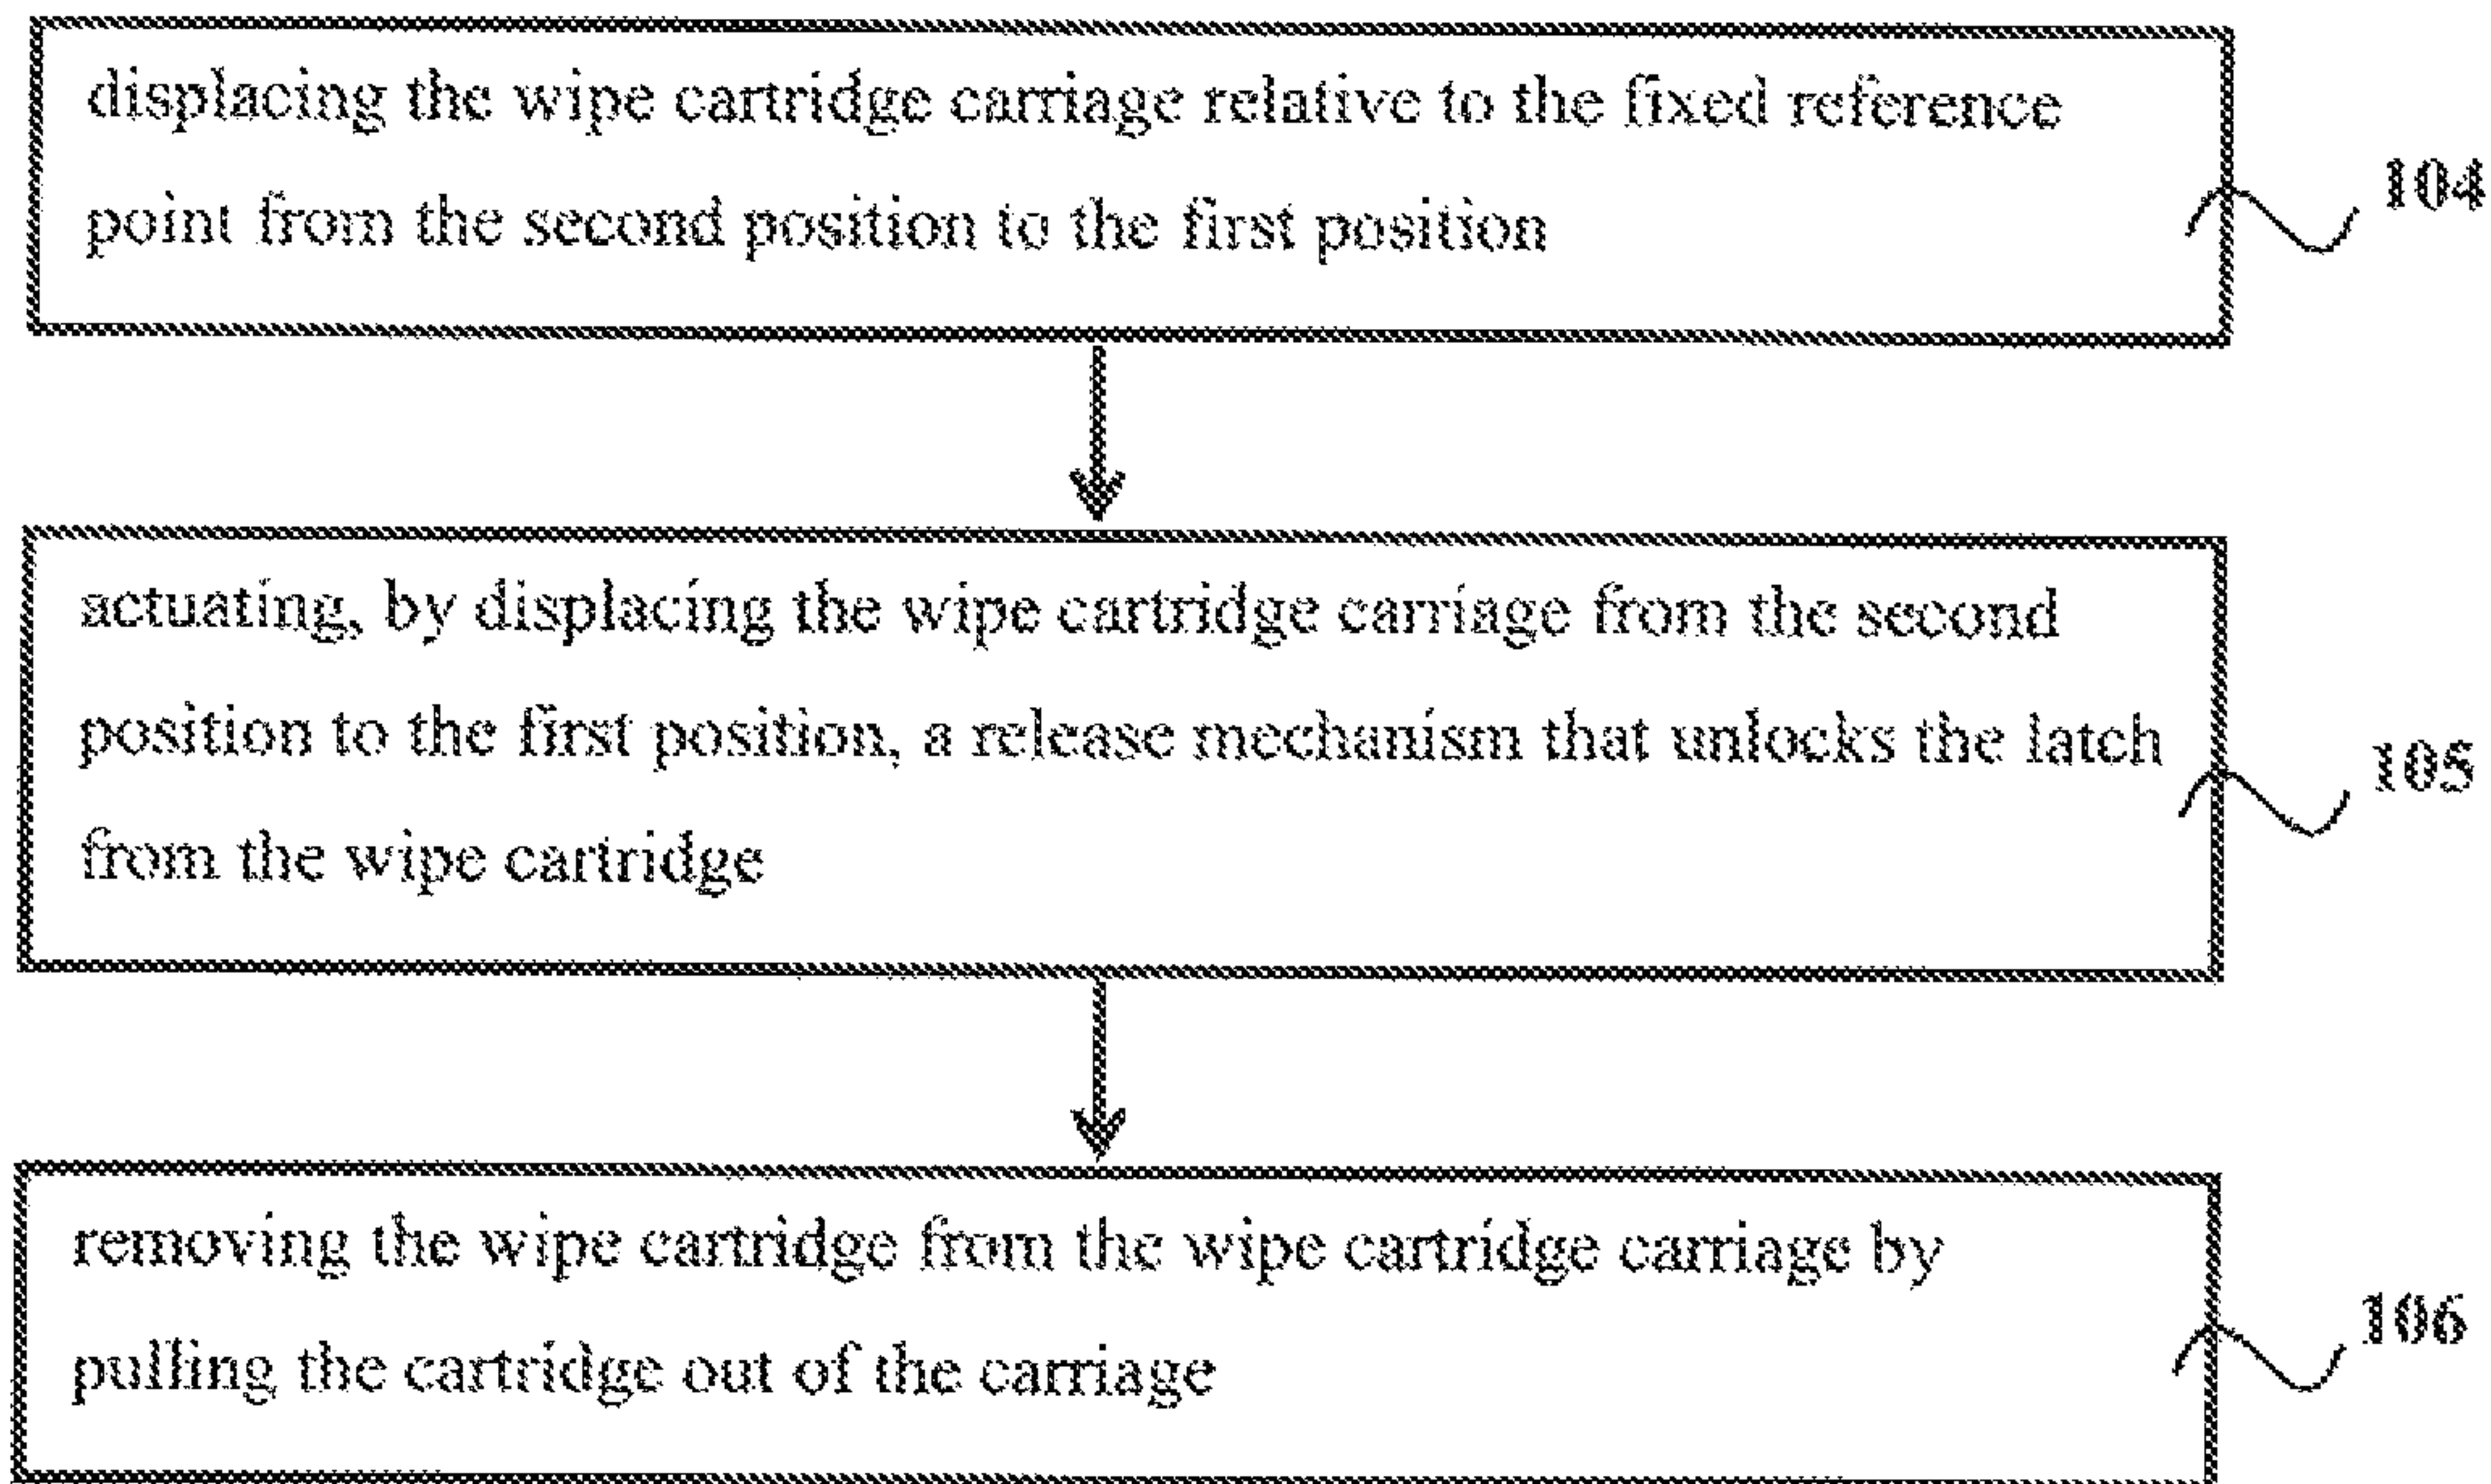 displacing the wipe cartridge carriage relative to the fixed reference
point from the second position to the first position
104
actuating, by displacing the wipe cartridge carriage from the second
position to the first position, a release mechanism that unlocks the latch
from the wipe cartridge
105
removing the wipe cartridge from the wipe cartridge carriage by
pulling the cartridge out of the carriage
106